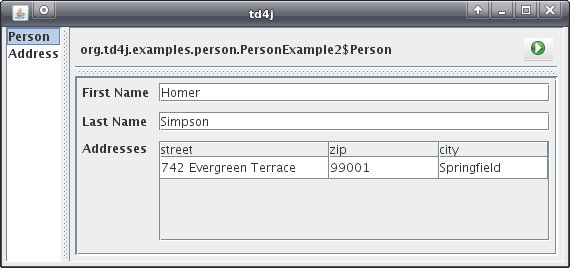 td4j
Person
Address
org.td4j.examples.person.PersonExample2$Person
First Name Homer
Last Name Simpson
Addresses street zip city
742 Evergreen Terrace 99001 Springfield